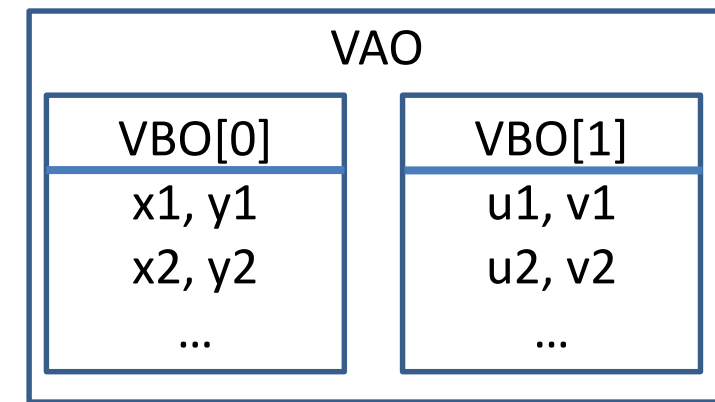 VAO
VBO[0]
x1, y1
x2, y2
...
VBO[1]
u1, v1
u2, v2
...